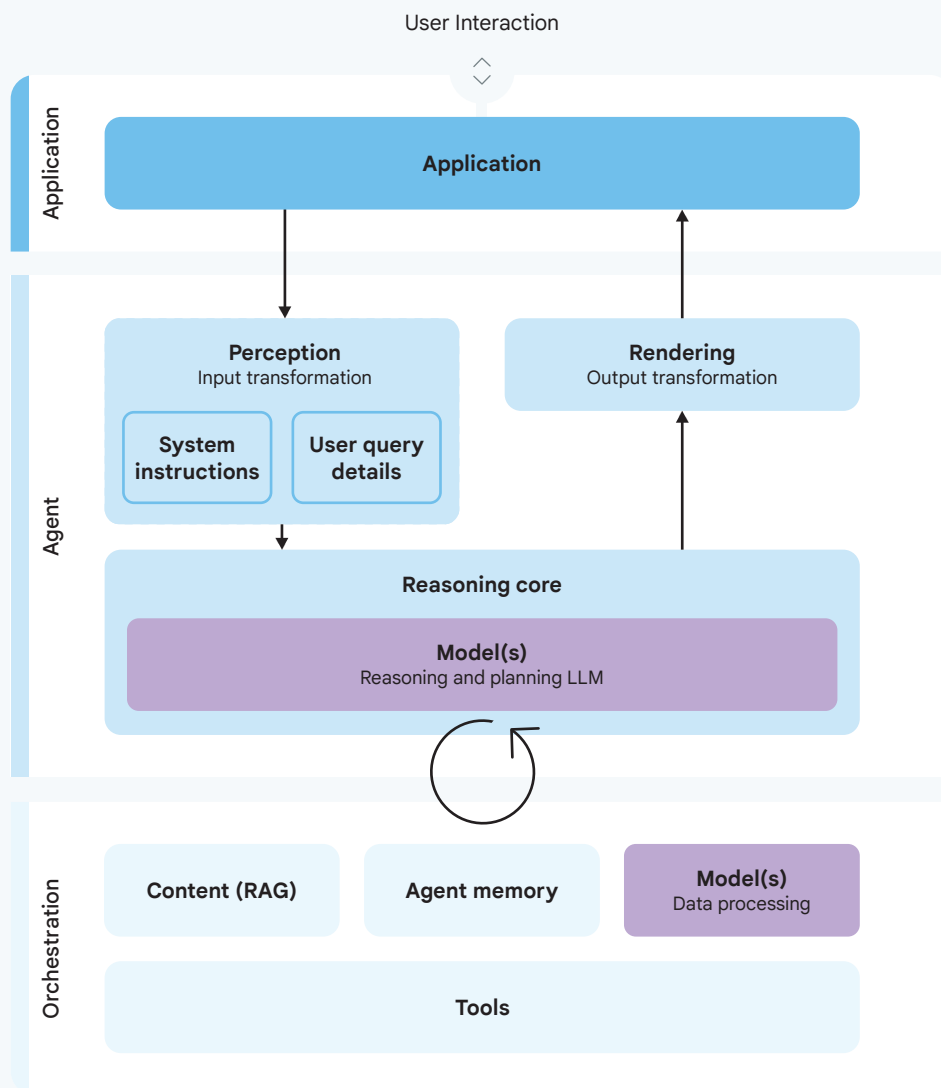 User Interaction
Application
Application
Agent
Perception
Input transformation
System
instructions
User query
details
Rendering
Output transformation
Reasoning core
Model(s)
Reasoning and planning LLM
Orchestration
Content (RAG)
Agent memory
Model(s)
Data processing
Tools